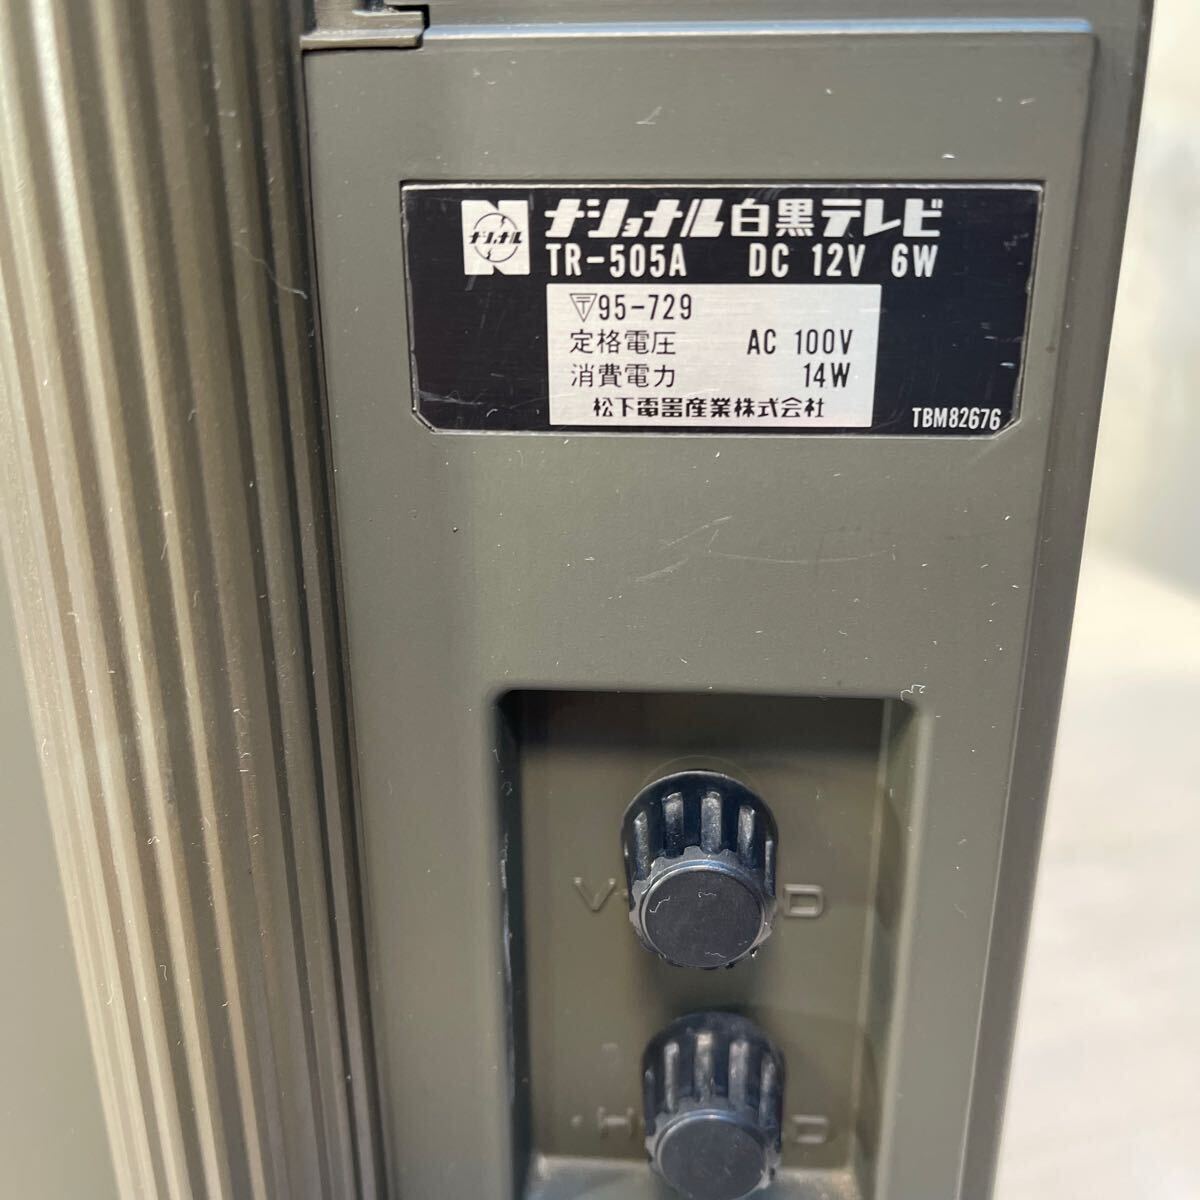 ナショナル
ナショナル白黒テレビ
TR-505A DC 12V 6W
〒95-729
定格電圧 AC 100V
消費電力 14W
松下電器産業株式会社
TBM82676